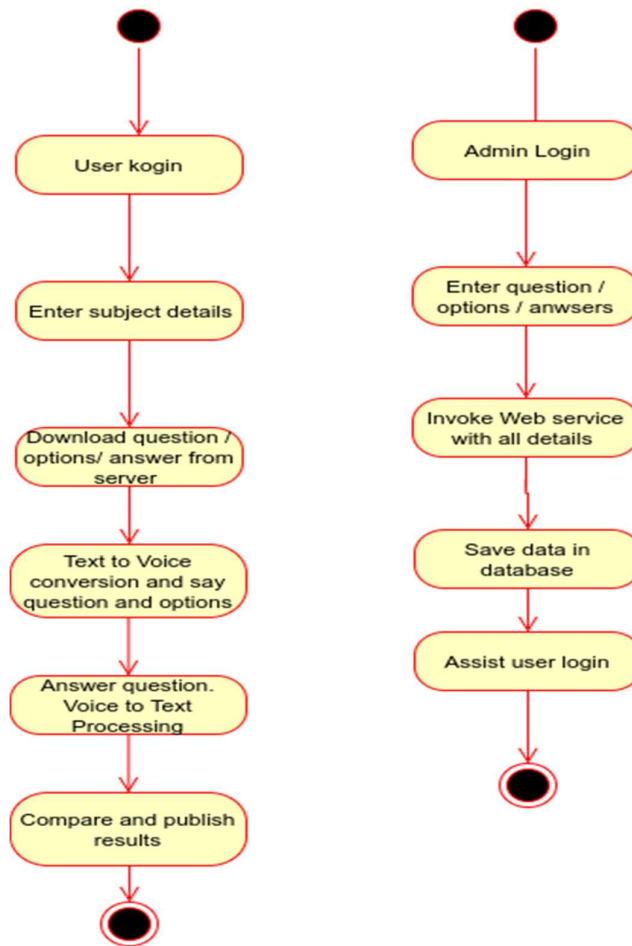 User kogin
Enter subject details
Download question /
options/ answer from
server
Text to Voice
conversion and say
question and options
Answer question.
Voice to Text
Processing
Compare and publish
results
Admin Login
Enter question /
options / anwsers
Invoke Web service
with all details
Save data in
database
Assist user login